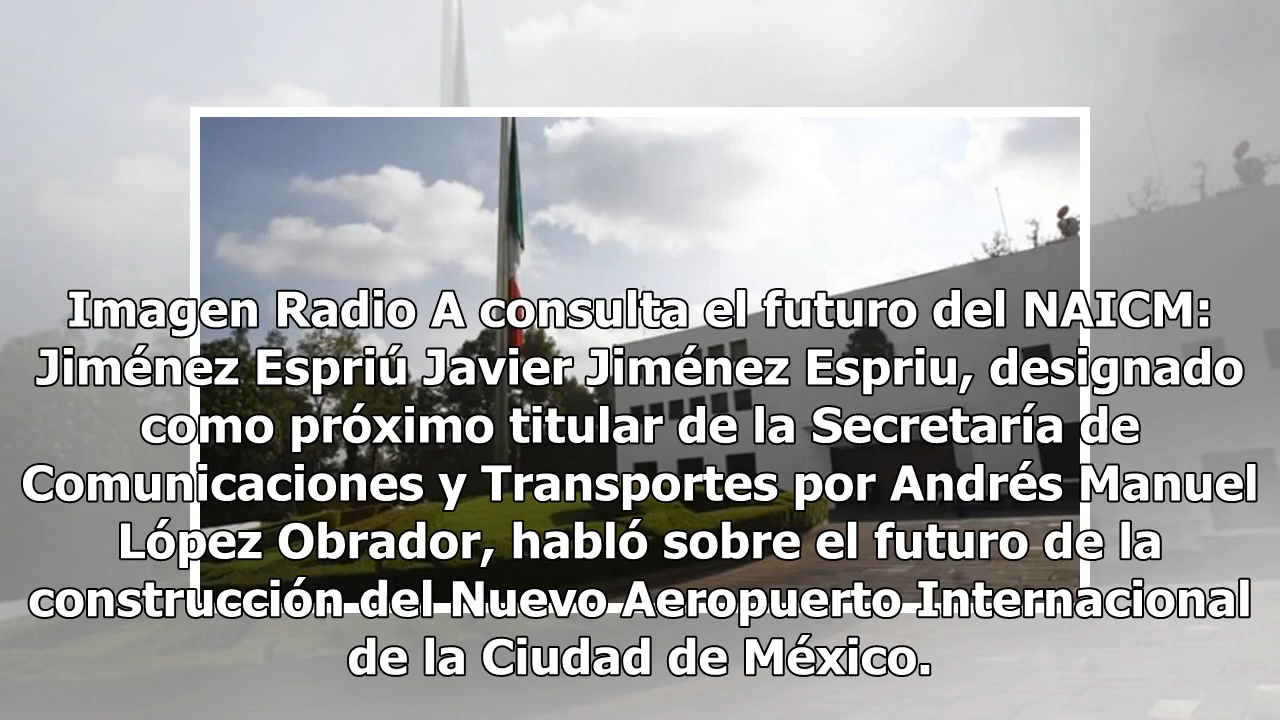 Imagen Radio A consulta el futuro del NAICM:
Jiménez Espriú Javier Jiménez Espriu, designado
como próximo titular de la Secretaría de
Comunicaciones y Transportes por Andrés Manuel
López Obrador, habló sobre el futuro de la
construcción del Nuevo Aeropuerto Internacional
de la Ciudad de México.